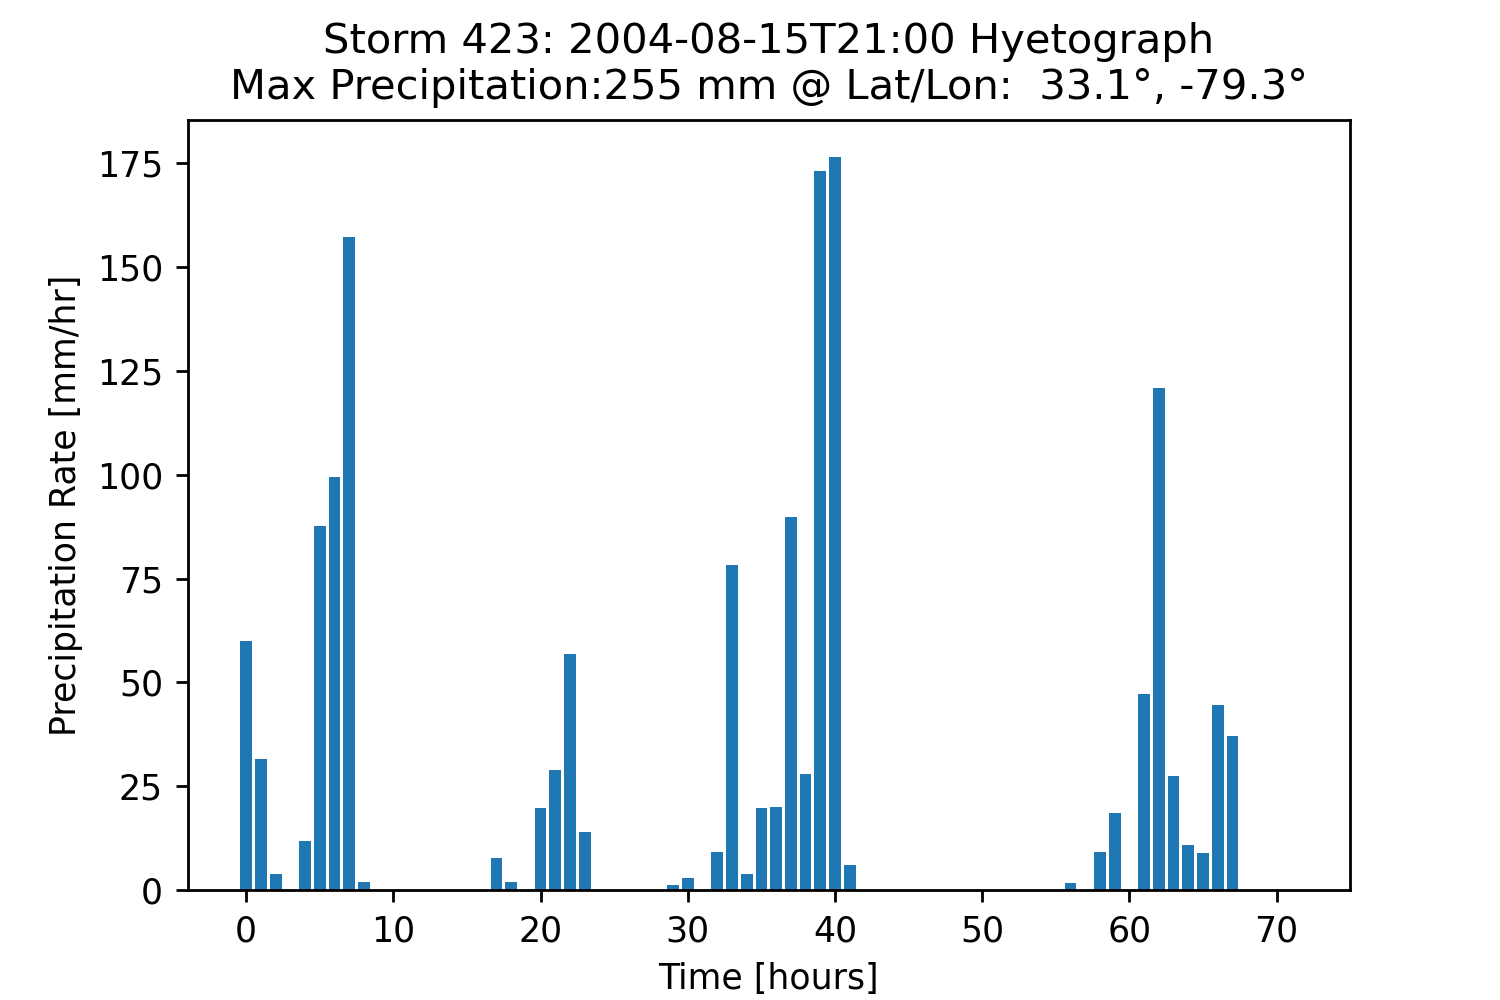 Storm 423: 2004-08-15T21:00 Hyetograph
Max Precipitation:255 mm @ Lat/Lon:  33.1°, -79.3°
175
150
125
100
75
50
25
0
Precipitation Rate [mm/hr]
0 10 20 30 40 50 60 70
Time [hours]